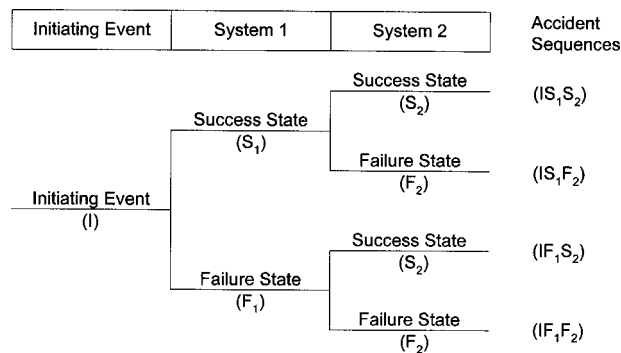 Initiating Event System 1 System 2 Accident
Sequences
Success State
(S₂) (IS₁S₂)
Success State
(S₁)
Failure State
(F₂) (IS₁F₂)
Initiating Event
(I)
Success State
(S₂) (IF₁S₂)
Failure State
(F₁)
Failure State
(F₂) (IF₁F₂)